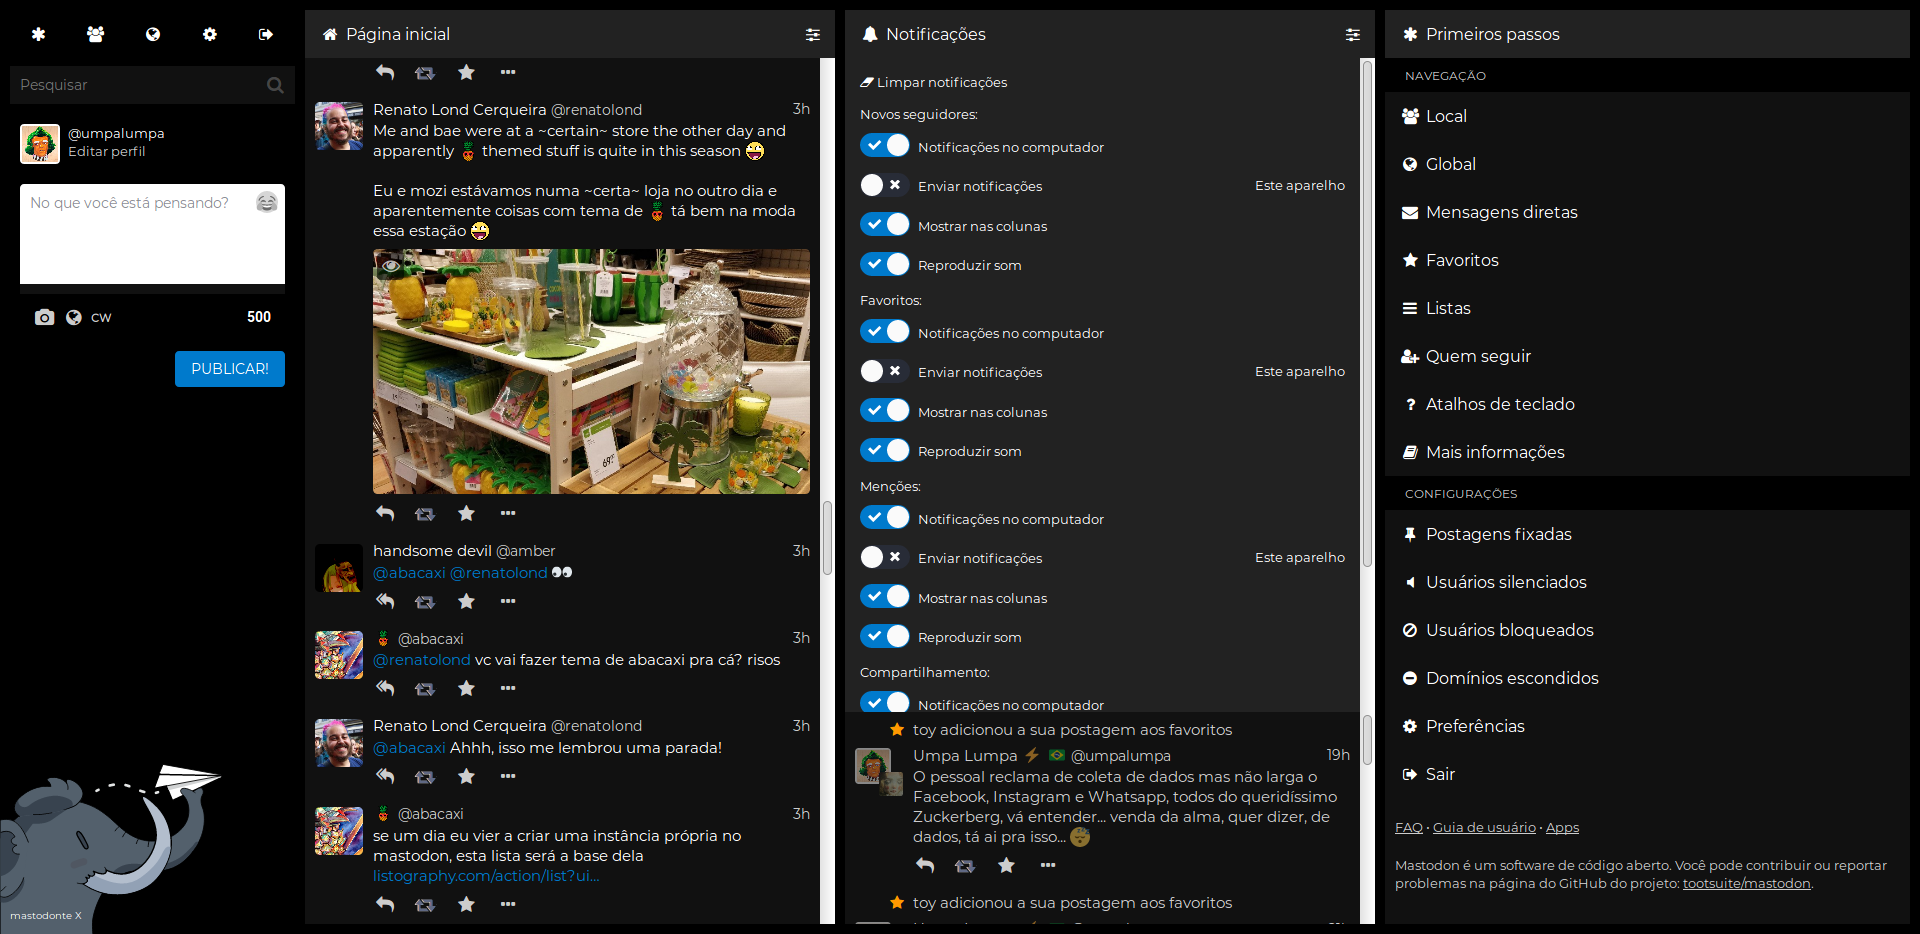 Pesquisar
@umpalumpa
Editar perfil
No que você está pensando?
CW
500
PUBLICAR!
mastodonte X
Página inicial
Renato Lond Cerqueira @renatolond
3h
Me and bae were at a ~certain~ store the other day and
apparently themed stuff is quite in this season
Eu e mozi estávamos numa ~certa~ loja no outro dia e
aparentemente coisas com tema de tá bem na moda
essa estação
69
handsome devil @amber
3h
@abacaxi @renatolond
@abacaxi
3h
@renatolond vc vai fazer tema de abacaxi pra cá? risos
Renato Lond Cerqueira @renatolond
3h
@abacaxi Ahhh, isso me lembrou uma parada!
@abacaxi
3h
se um dia eu vier a criar uma instância própria no
mastodon, esta lista será a base dela
listography.com/action/list?ui...
Notificações
Limpar notificações
Novos seguidores:
Notificações no computador
Enviar notificações
Este aparelho
Mostrar nas colunas
Reproduzir som
Favoritos:
Notificações no computador
Enviar notificações
Este aparelho
Mostrar nas colunas
Reproduzir som
Menções:
Notificações no computador
Enviar notificações
Este aparelho
Mostrar nas colunas
Reproduzir som
Compartilhamento:
Notificações no computador
toy adicionou a sua postagem aos favoritos
Umpa Lumpa ⚡ 🇧🇷 @umpalumpa
19h
O pessoal reclama de coleta de dados mas não larga o
Facebook, Instagram e Whatsapp, todos do queridíssimo
Zuckerberg, vá entender... venda da alma, quer dizer, de
dados, tá ai pra isso...
toy adicionou a sua postagem aos favoritos
Primeiros passos
NAVEGAÇÃO
Local
Global
Mensagens diretas
Favoritos
Listas
Quem seguir
Atalhos de teclado
Mais informações
CONFIGURAÇÕES
Postagens fixadas
Usuários silenciados
Usuários bloqueados
Domínios escondidos
Preferências
Sair
FAQ • Guia de usuário • Apps
Mastodon é um software de código aberto. Você pode contribuir ou reportar
problemas na página do GitHub do projeto: tootsuite/mastodon.